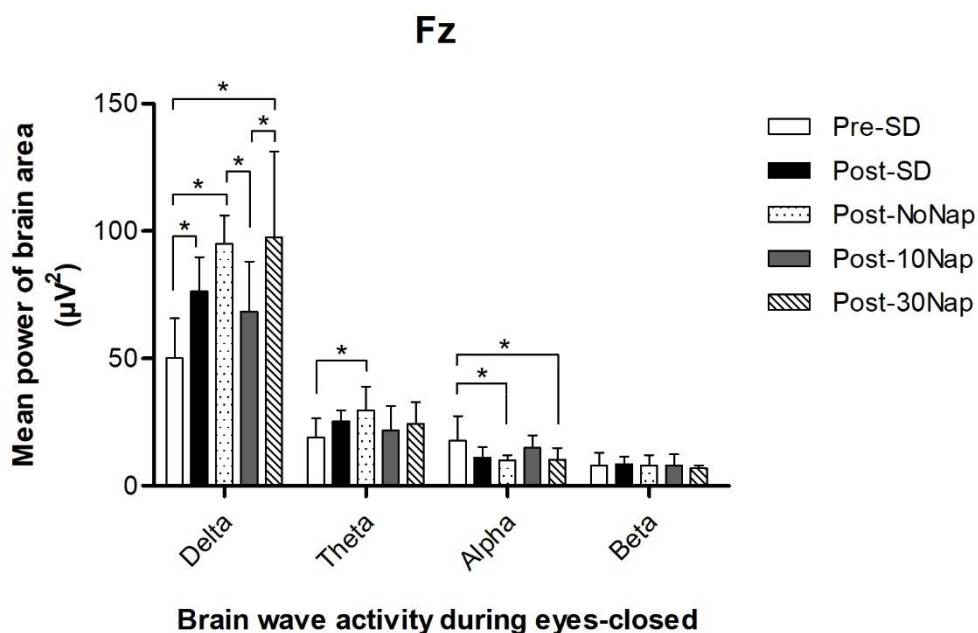 Fz
Mean power of brain area
(µV²)
150
100
50
0
*
*
*
*
*
*
*
*
Delta
Theta
Alpha
Beta
Brain wave activity during eyes-closed
Pre-SD
Post-SD
Post-NoNap
Post-10Nap
Post-30Nap